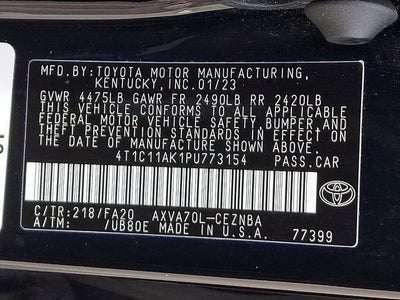 MFD.BY:TOYOTA MOTOR MANUFACTURING,
KENTUCKY,INC.01/23
GVWR 4475LB GAWR FR 2490LB RR 2420LB
THIS VEHICLE CONFORMS TO ALL APPLICABLE
FEDERAL MOTOR VEHICLE SAFETY, BUMPER, AND
THEFT PREVENTION STANDARDS IN EFFECT
ON THE DATE OF MANUFACTURE SHOWN
ABOVE.
4T1C11AK1PU773154 PASS.CAR
C/TR:218/FA20 AXVA70L-CEZNBA
A/TM: /UB80E MADE IN U.S.A. 77399